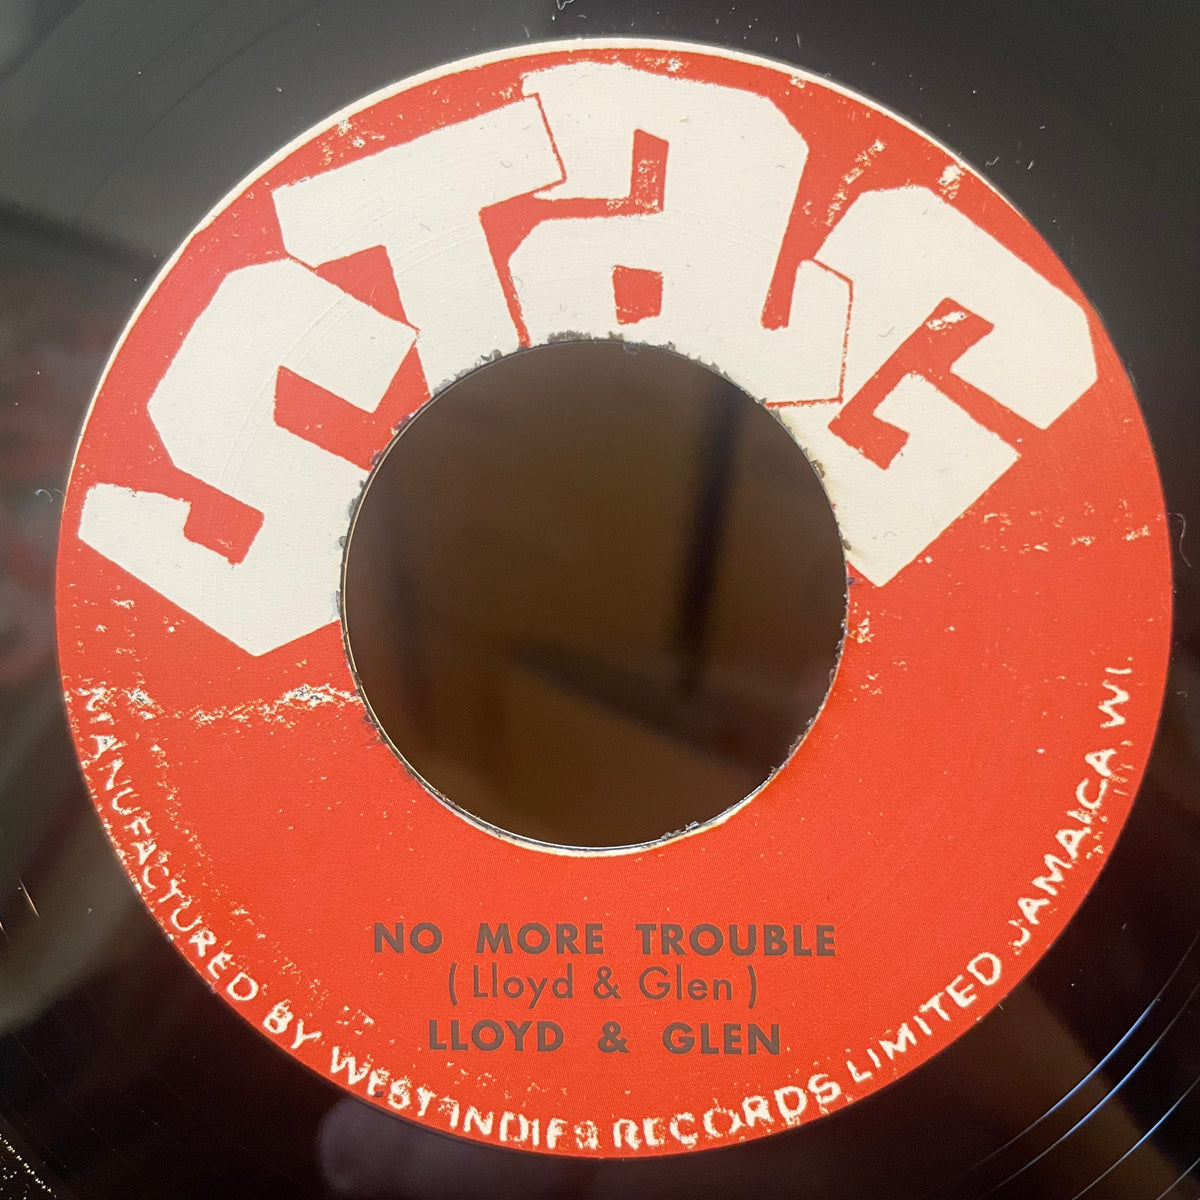 STAG
NO MORE TROUBLE
( Lloyd & Glen )
LLOYD & GLEN
MANUFACTURED BY WEST INDIES RECORDS LIMITED JAMAICA W.I.